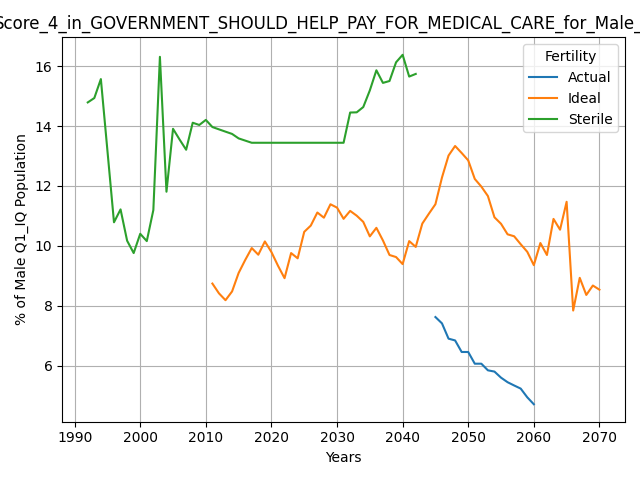 Score_4_in_GOVERNMENT_SHOULD_HELP_PAY_FOR_MEDICAL_CARE_for_Male_
Fertility
Actual
Ideal
Sterile
% of Male Q1_IQ Population
16
14
12
10
8
6
1990 2000 2010 2020 2030 2040 2050 2060 2070
Years